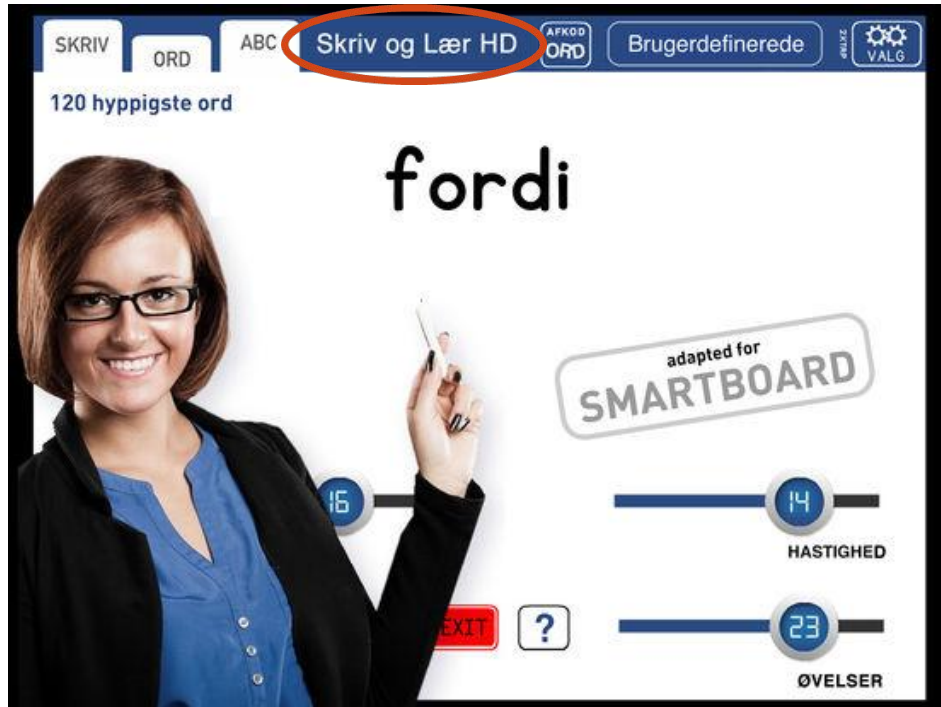 SKRIV
ORD
ABC
Skriv og Lær HD
AFKOD
ORD
Brugerdefinerede
2XTAP
VALG
120 hyppigste ord
fordi
adapted for
SMARTBOARD
16
14
HASTIGHED
EXIT
?
23
ØVELSER